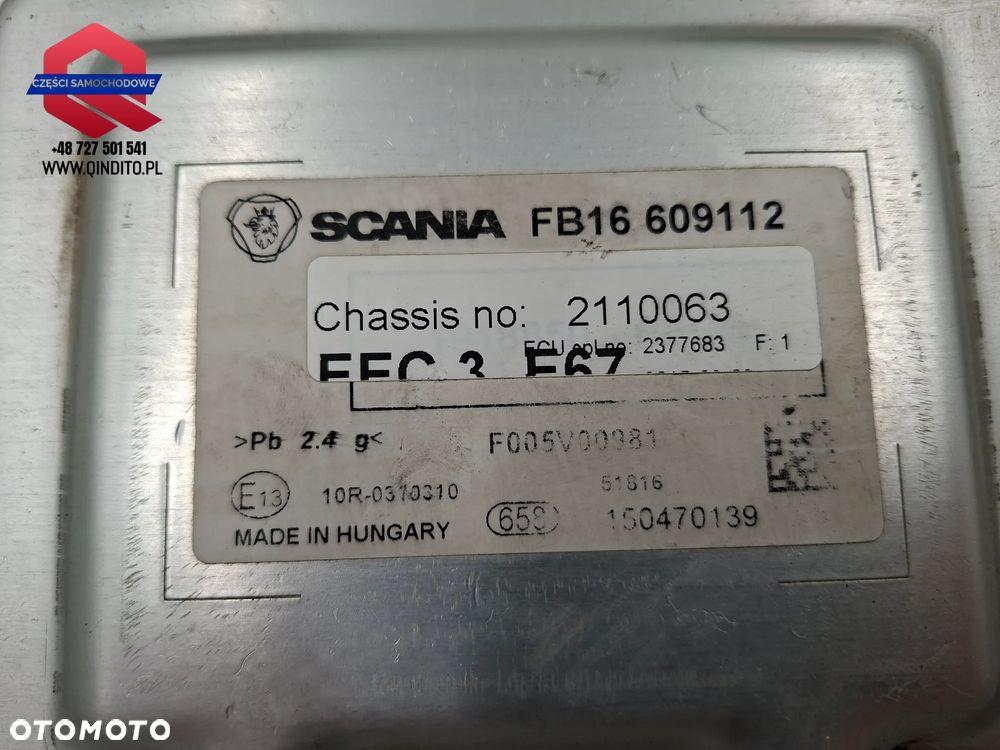 CZĘŚCI SAMOCHODOWE
+48 727 501 541
WWW.QINDITO.PL
SCANIA FB16 609112
Chassis no: 2110063
ECU apl no: 2377683 F: 1
EEC 3 E67
>Pb 2.4 g< F005V00981
E13 10R-0310310 51816
MADE IN HUNGARY 658 150470139
OTOMOTO